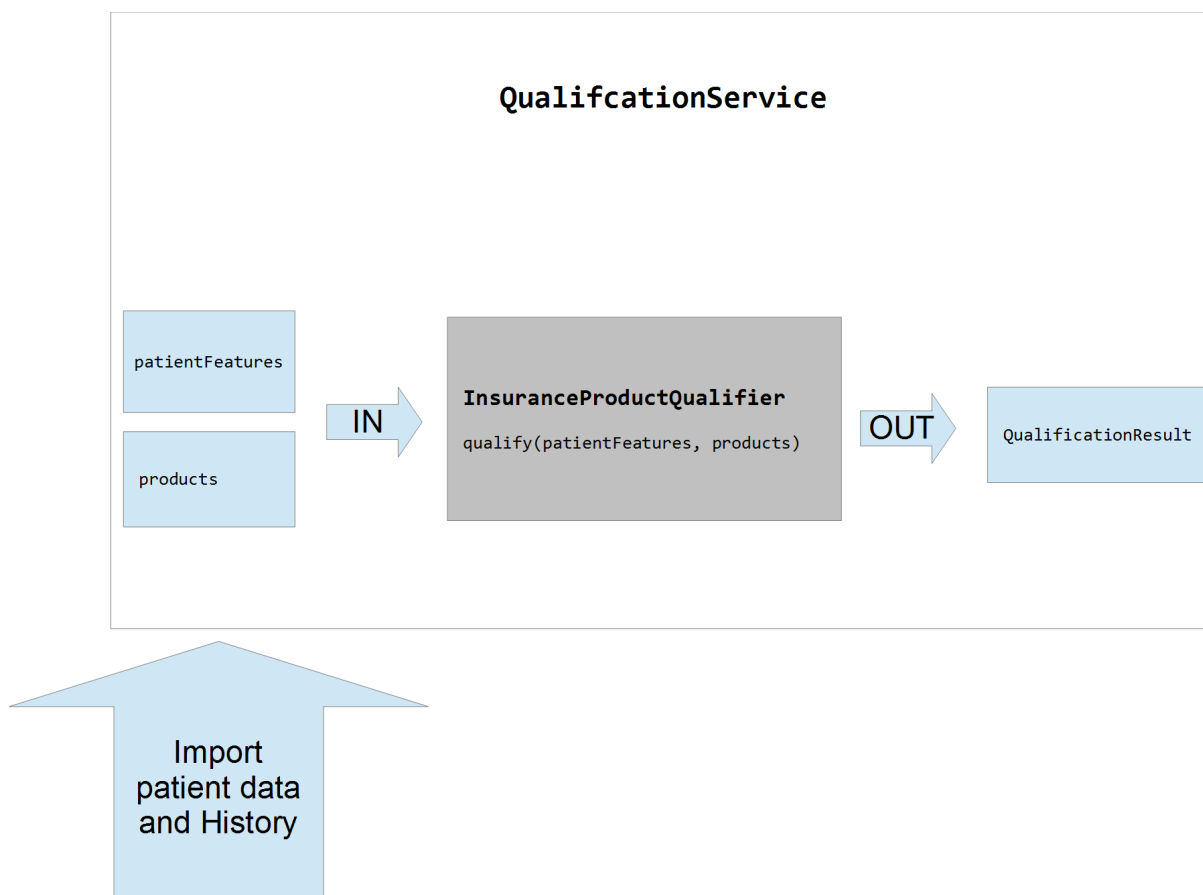 QualifcationService
patientFeatures
products
IN
InsuranceProductQualifier
qualify(patientFeatures, products)
OUT
QualificationResult
Import
patient data
and History